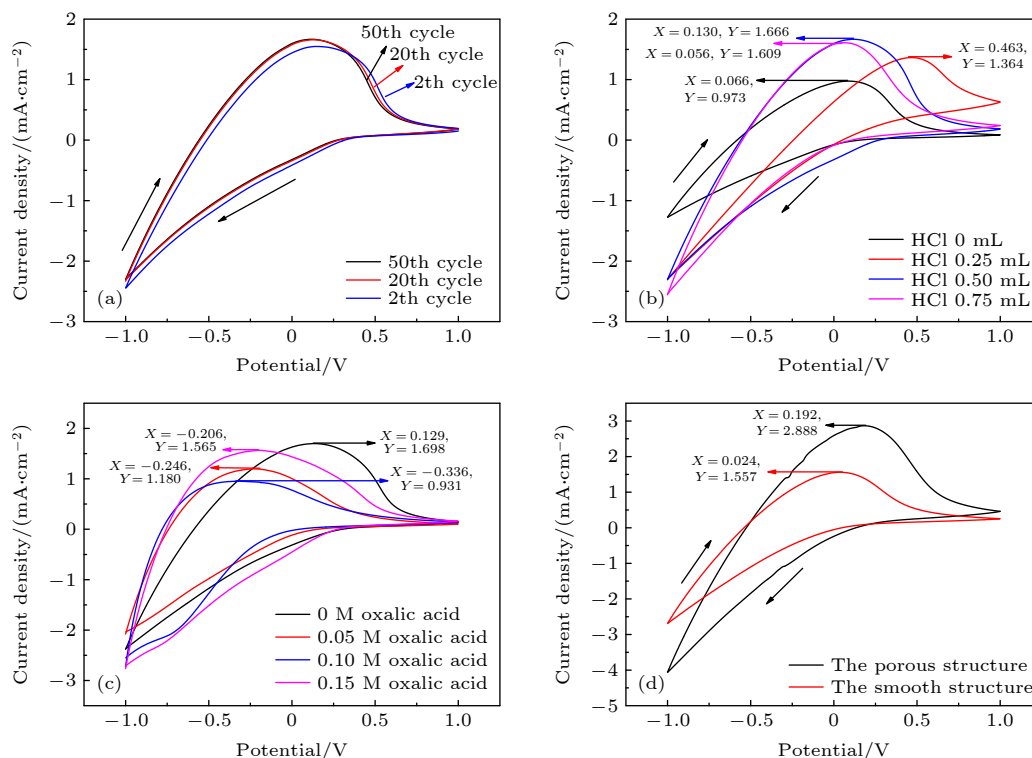 2
1
0
−1
−2
−3
−1.0
−0.5
0
0.5
1.0
Current density/(mA·cm⁻²)
Potential/V
50th cycle
20th cycle
2th cycle
50th cycle
20th cycle
2th cycle
(a)
2
1
0
−1
−2
−3
−1.0
−0.5
0
0.5
1.0
Current density/(mA·cm⁻²)
Potential/V
X=0.130, Y=1.666
X=0.056, Y=1.609
X=0.066,
Y=0.973
X=0.463,
Y=1.364
HCl 0 mL
HCl 0.25 mL
HCl 0.50 mL
HCl 0.75 mL
(b)
2
1
0
−1
−2
−3
−1.0
−0.5
0
0.5
1.0
Current density/(mA·cm⁻²)
Potential/V
X=−0.206,
Y=1.565
X=−0.246,
Y=1.180
X=0.129,
Y=1.698
X=−0.336,
Y=0.931
0 M oxalic acid
0.05 M oxalic acid
0.10 M oxalic acid
0.15 M oxalic acid
(c)
3
2
1
0
−1
−2
−3
−4
−5
−1.0
−0.5
0
0.5
1.0
Current density/(mA·cm⁻²)
Potential/V
X=0.192,
Y=2.888
X=0.024,
Y=1.557
The porous structure
The smooth structure
(d)